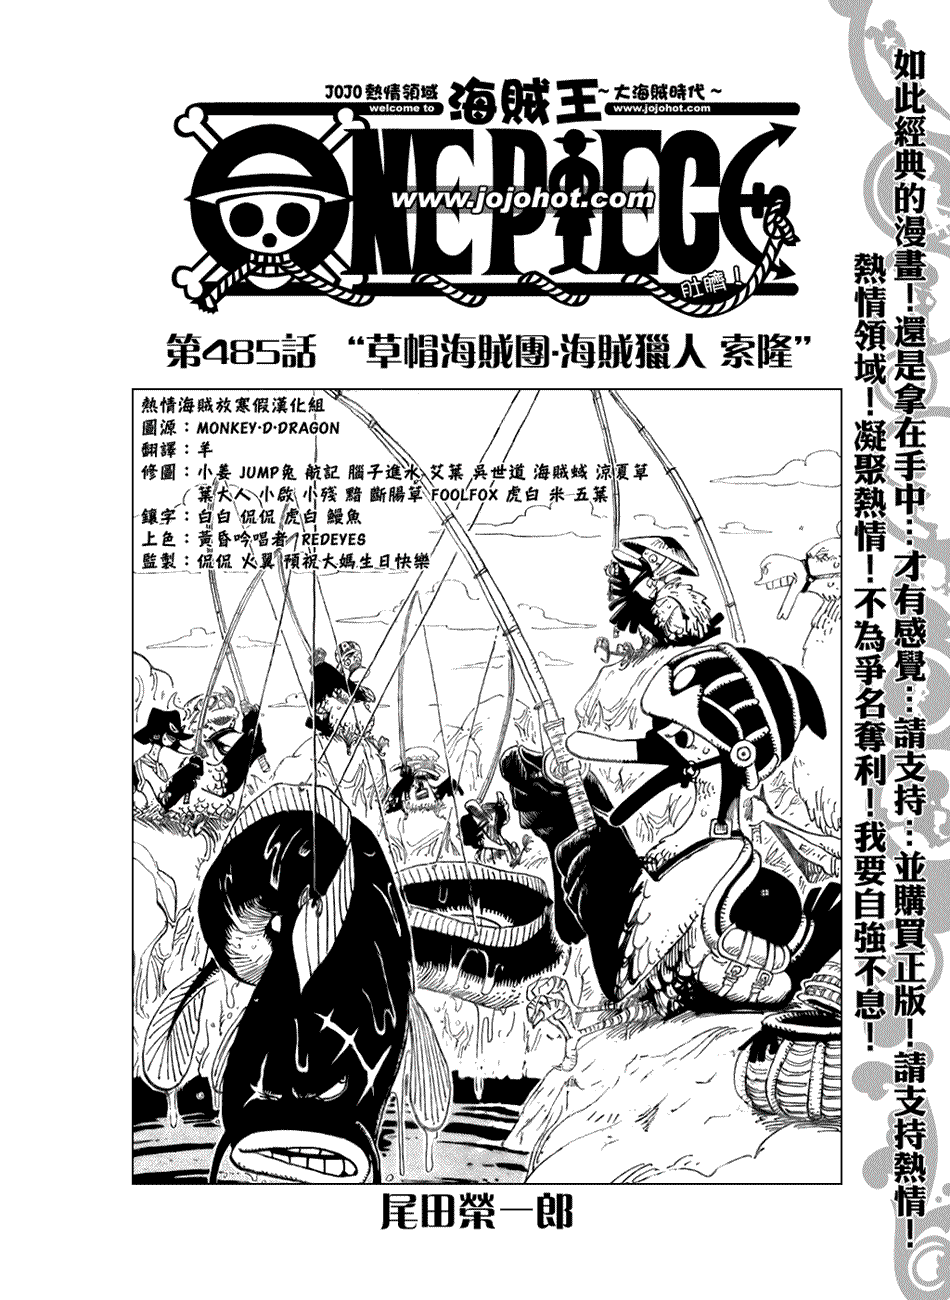 JOJO熱情領域 海賊王 ~大海賊時代~
welcome to www.jojohot.com
ONE PIECE
www.jojohot.com
肚臍！
第485話 “草帽海賊團·海賊獵人 索隆”
熱情海賊放寒假漢化組
圖源：MONKEY·D·DRAGON
翻譯：羊
修圖：小姜 JUMP兔 航記 腦子進水 艾葉 吳世道 海賊蜮 涼夏草
葉大人 小啟 小殘 黯 斷腸草 FOOLFOX 虎白 米 五葉
鑲字：白白 侃侃 虎白 鰻魚
上色：黃昏吟唱者 REDEYES
監製：侃侃 火翼 預祝大媽生日快樂
尾田榮一郎
如此經典的漫畫！還是拿在手中…才有感覺…請支持…並購買正版！請支持熱情！
熱情領域！凝聚熱情！不為爭名奪利！我要自強不息！